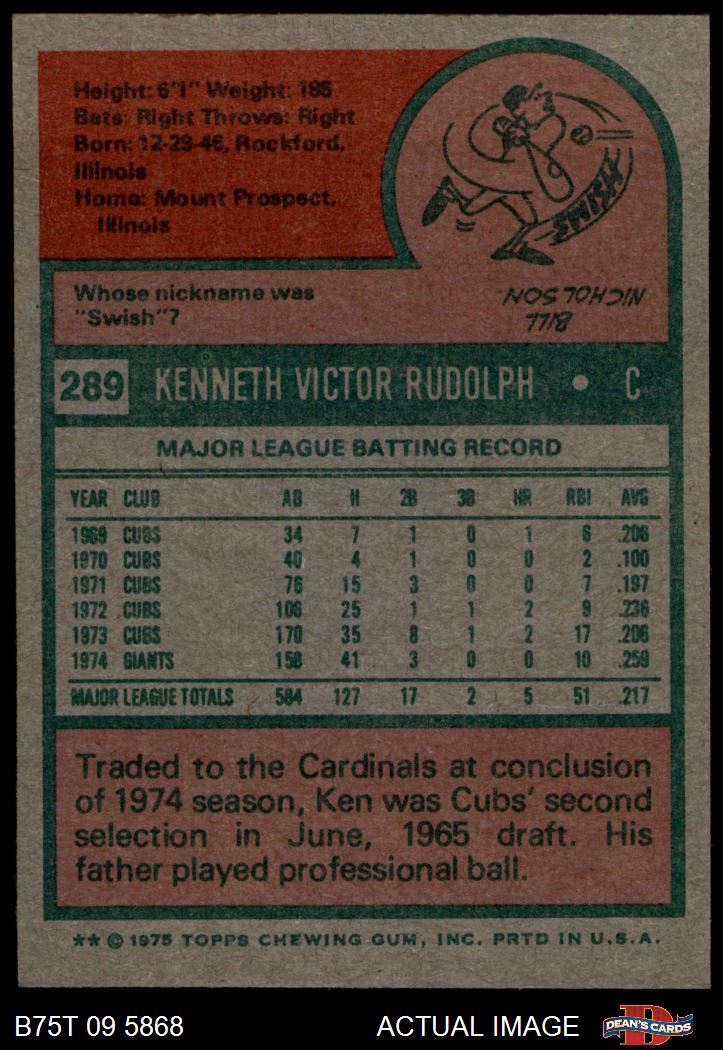 Height: 6'1" Weight: 185
Bats: Right Throws: Right
Born: 12-29-46, Rockford,
Illinois
Home: Mount Prospect,
Illinois
SWISH
Whose nickname was
"Swish"?
BILL
NICHOLSON
289 KENNETH VICTOR RUDOLPH • C
MAJOR LEAGUE BATTING RECORD
YEAR CLUB AB H 2B 3B HR RBI AVG
1969 CUBS 34 7 1 0 1 6 .206
1970 CUBS 40 4 1 0 0 2 .100
1971 CUBS 76 15 3 0 0 7 .197
1972 CUBS 106 25 1 1 2 9 .236
1973 CUBS 170 35 8 1 2 17 .206
1974 GIANTS 158 41 3 0 0 10 .259
MAJOR LEAGUE TOTALS 584 127 17 2 5 51 .217
Traded to the Cardinals at conclusion
of 1974 season, Ken was Cubs' second
selection in June, 1965 draft. His
father played professional ball.
** © 1975 TOPPS CHEWING GUM, INC. PRTD IN U.S.A.
B75T 09 5868 ACTUAL IMAGE
D
DEAN'S CARDS